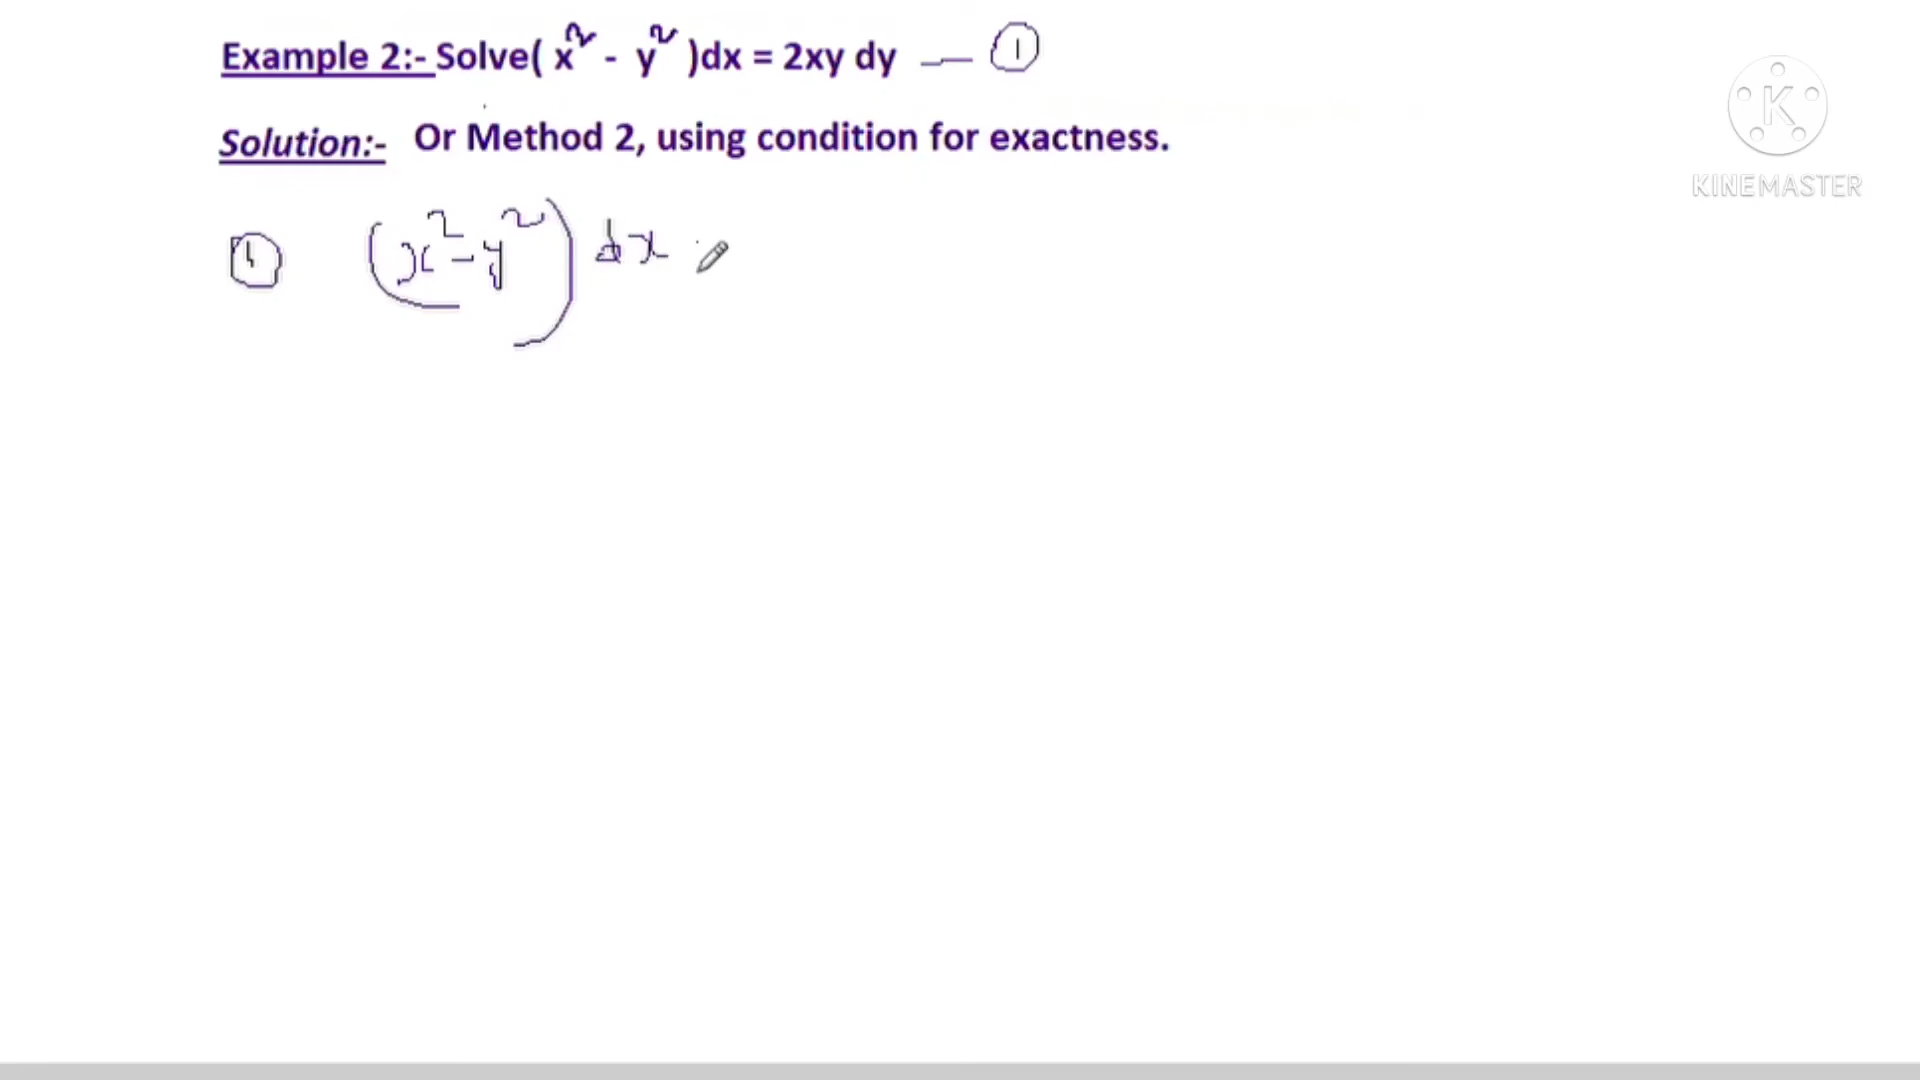 Example 2:- Solve( x² - y² )dx = 2xy dy — ①
Solution:- Or Method 2, using condition for exactness.
① (x² - y²) dx
K
KINEMASTER